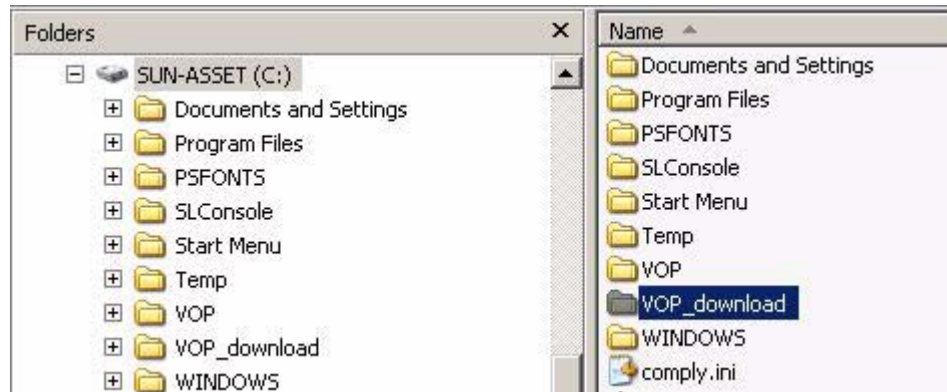 Folders
SUN-ASSET (C:)
Documents and Settings
Program Files
PSFONTS
SLConsole
Start Menu
Temp
VOP
VOP_download
WINDOWS
Name
Documents and Settings
Program Files
PSFONTS
SLConsole
Start Menu
Temp
VOP
VOP_download
WINDOWS
comply.ini